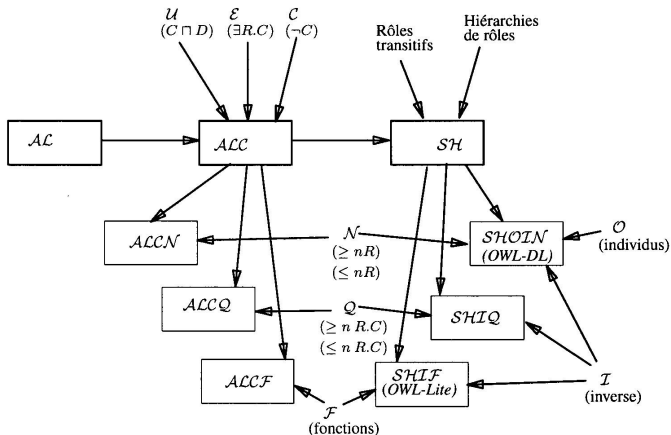 𝒰
(C ⊓ D)
ℰ
(∃R.C)
𝒞
(¬C)
Rôles
transitifs
Hiérarchies
de rôles
𝒜ℒ
𝒜ℒ𝒞
𝒮ℋ
𝒜ℒ𝒞𝒩
𝒩
(≥ nR)
(≤ nR)
𝒮ℋ𝒪ℐ𝒩
(OWL-DL)
𝒪
(individus)
𝒜ℒ𝒞𝒬
𝒬
(≥ n R.C)
(≤ n R.C)
𝒮ℋℐ𝒬
𝒜ℒ𝒞ℱ
ℱ
(fonctions)
𝒮ℋℐℱ
(OWL-Lite)
ℐ
(inverse)